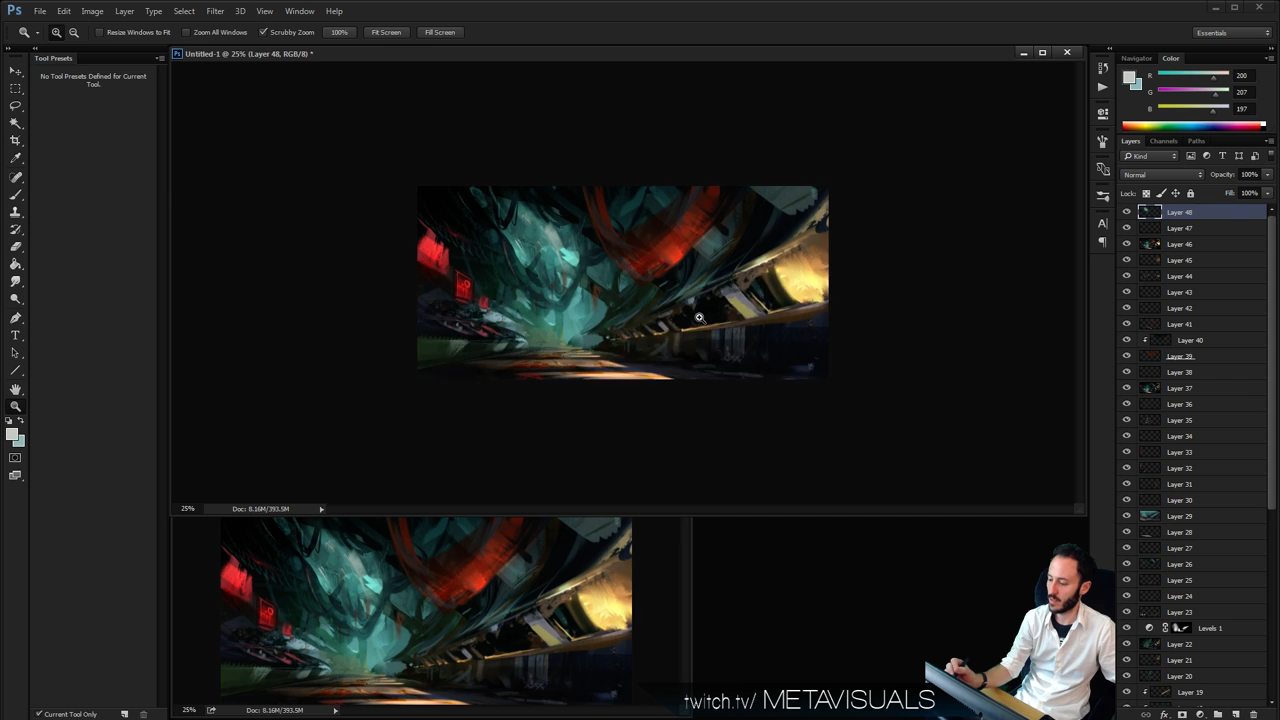 Ps File Edit Image Layer Type Select Filter 3D View Window Help
Resize Windows to Fit Zoom All Windows Scrubby Zoom 100% Fit Screen Fill Screen Essentials
Tool Presets
No Tool Presets Defined for Current
Tool.
Current Tool Only
Untitled-1 @ 25% (Layer 48, RGB/8) *
25% Doc: 8.16M/393.5M
25% Doc: 8.16M/393.5M
twitch.tv/ METAVISUALS
Navigator Color
R 200
G 207
B 197
Layers Channels Paths
Kind
Normal Opacity: 100%
Lock: Fill: 100%
Layer 48
Layer 47
Layer 46
Layer 45
Layer 44
Layer 43
Layer 42
Layer 41
Layer 40
Layer 39
Layer 38
Layer 37
Layer 36
Layer 35
Layer 34
Layer 33
Layer 32
Layer 31
Layer 30
Layer 29
Layer 28
Layer 27
Layer 26
Layer 25
Layer 24
Layer 23
Levels 1
Layer 22
Layer 21
Layer 20
Layer 19